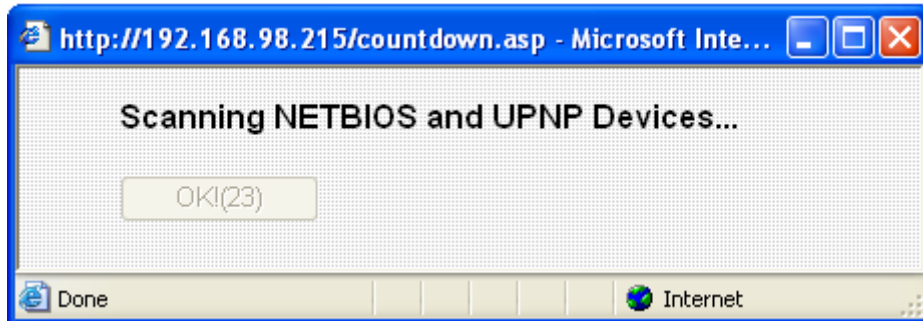 http://192.168.98.215/countdown.asp - Microsoft Inte...
Scanning NETBIOS and UPNP Devices...
OK!(23)
Done
Internet